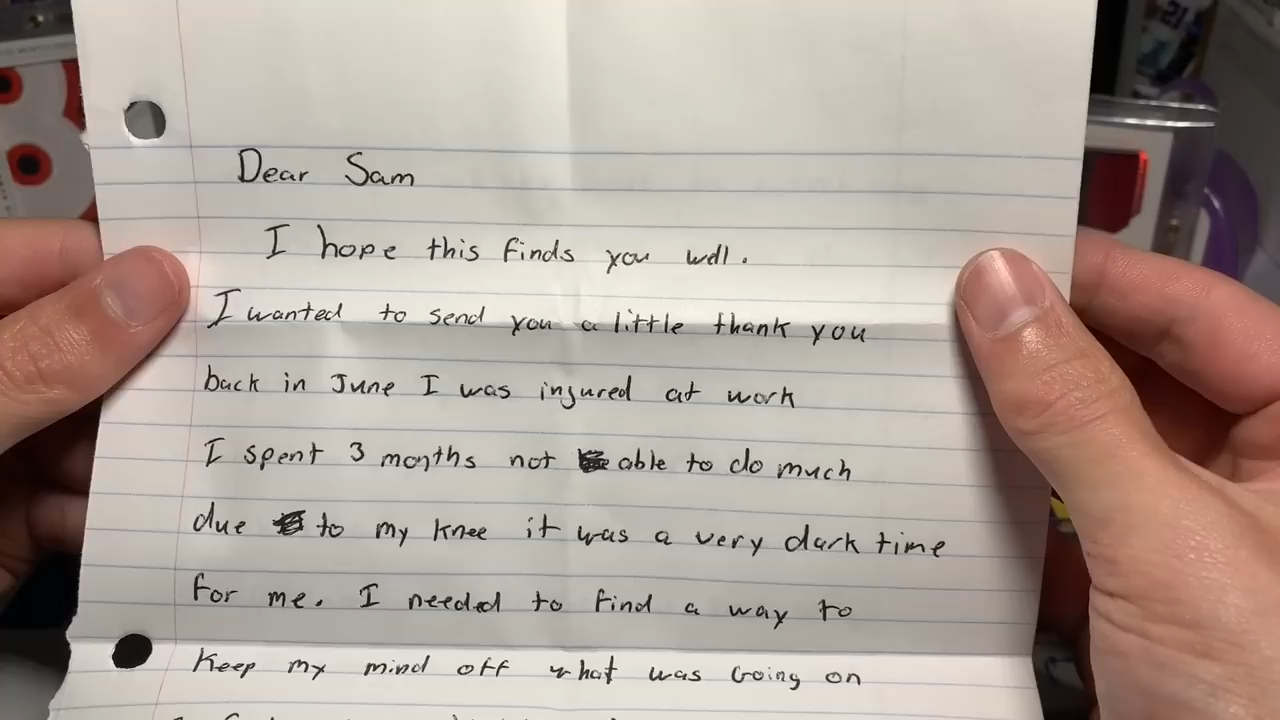 Dear Sam
I hope this finds you well.
I wanted to send you a little thank you
back in June I was injured at work
I spent 3 months not able to do much
due to my knee it was a very dark time
for me. I needed to find a way to
Keep my mind off what was Going on
21